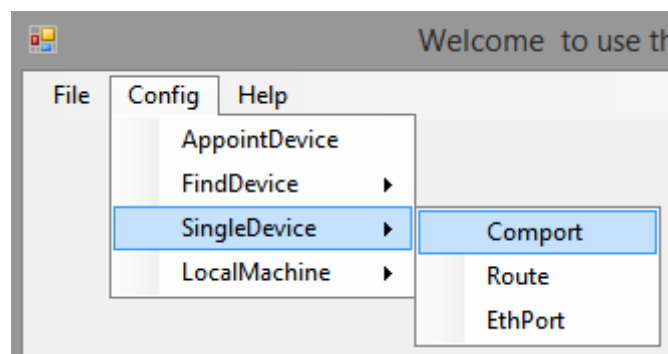 Welcome to use th
File Config Help
AppointDevice
FindDevice
SingleDevice
LocalMachine
Comport
Route
EthPort